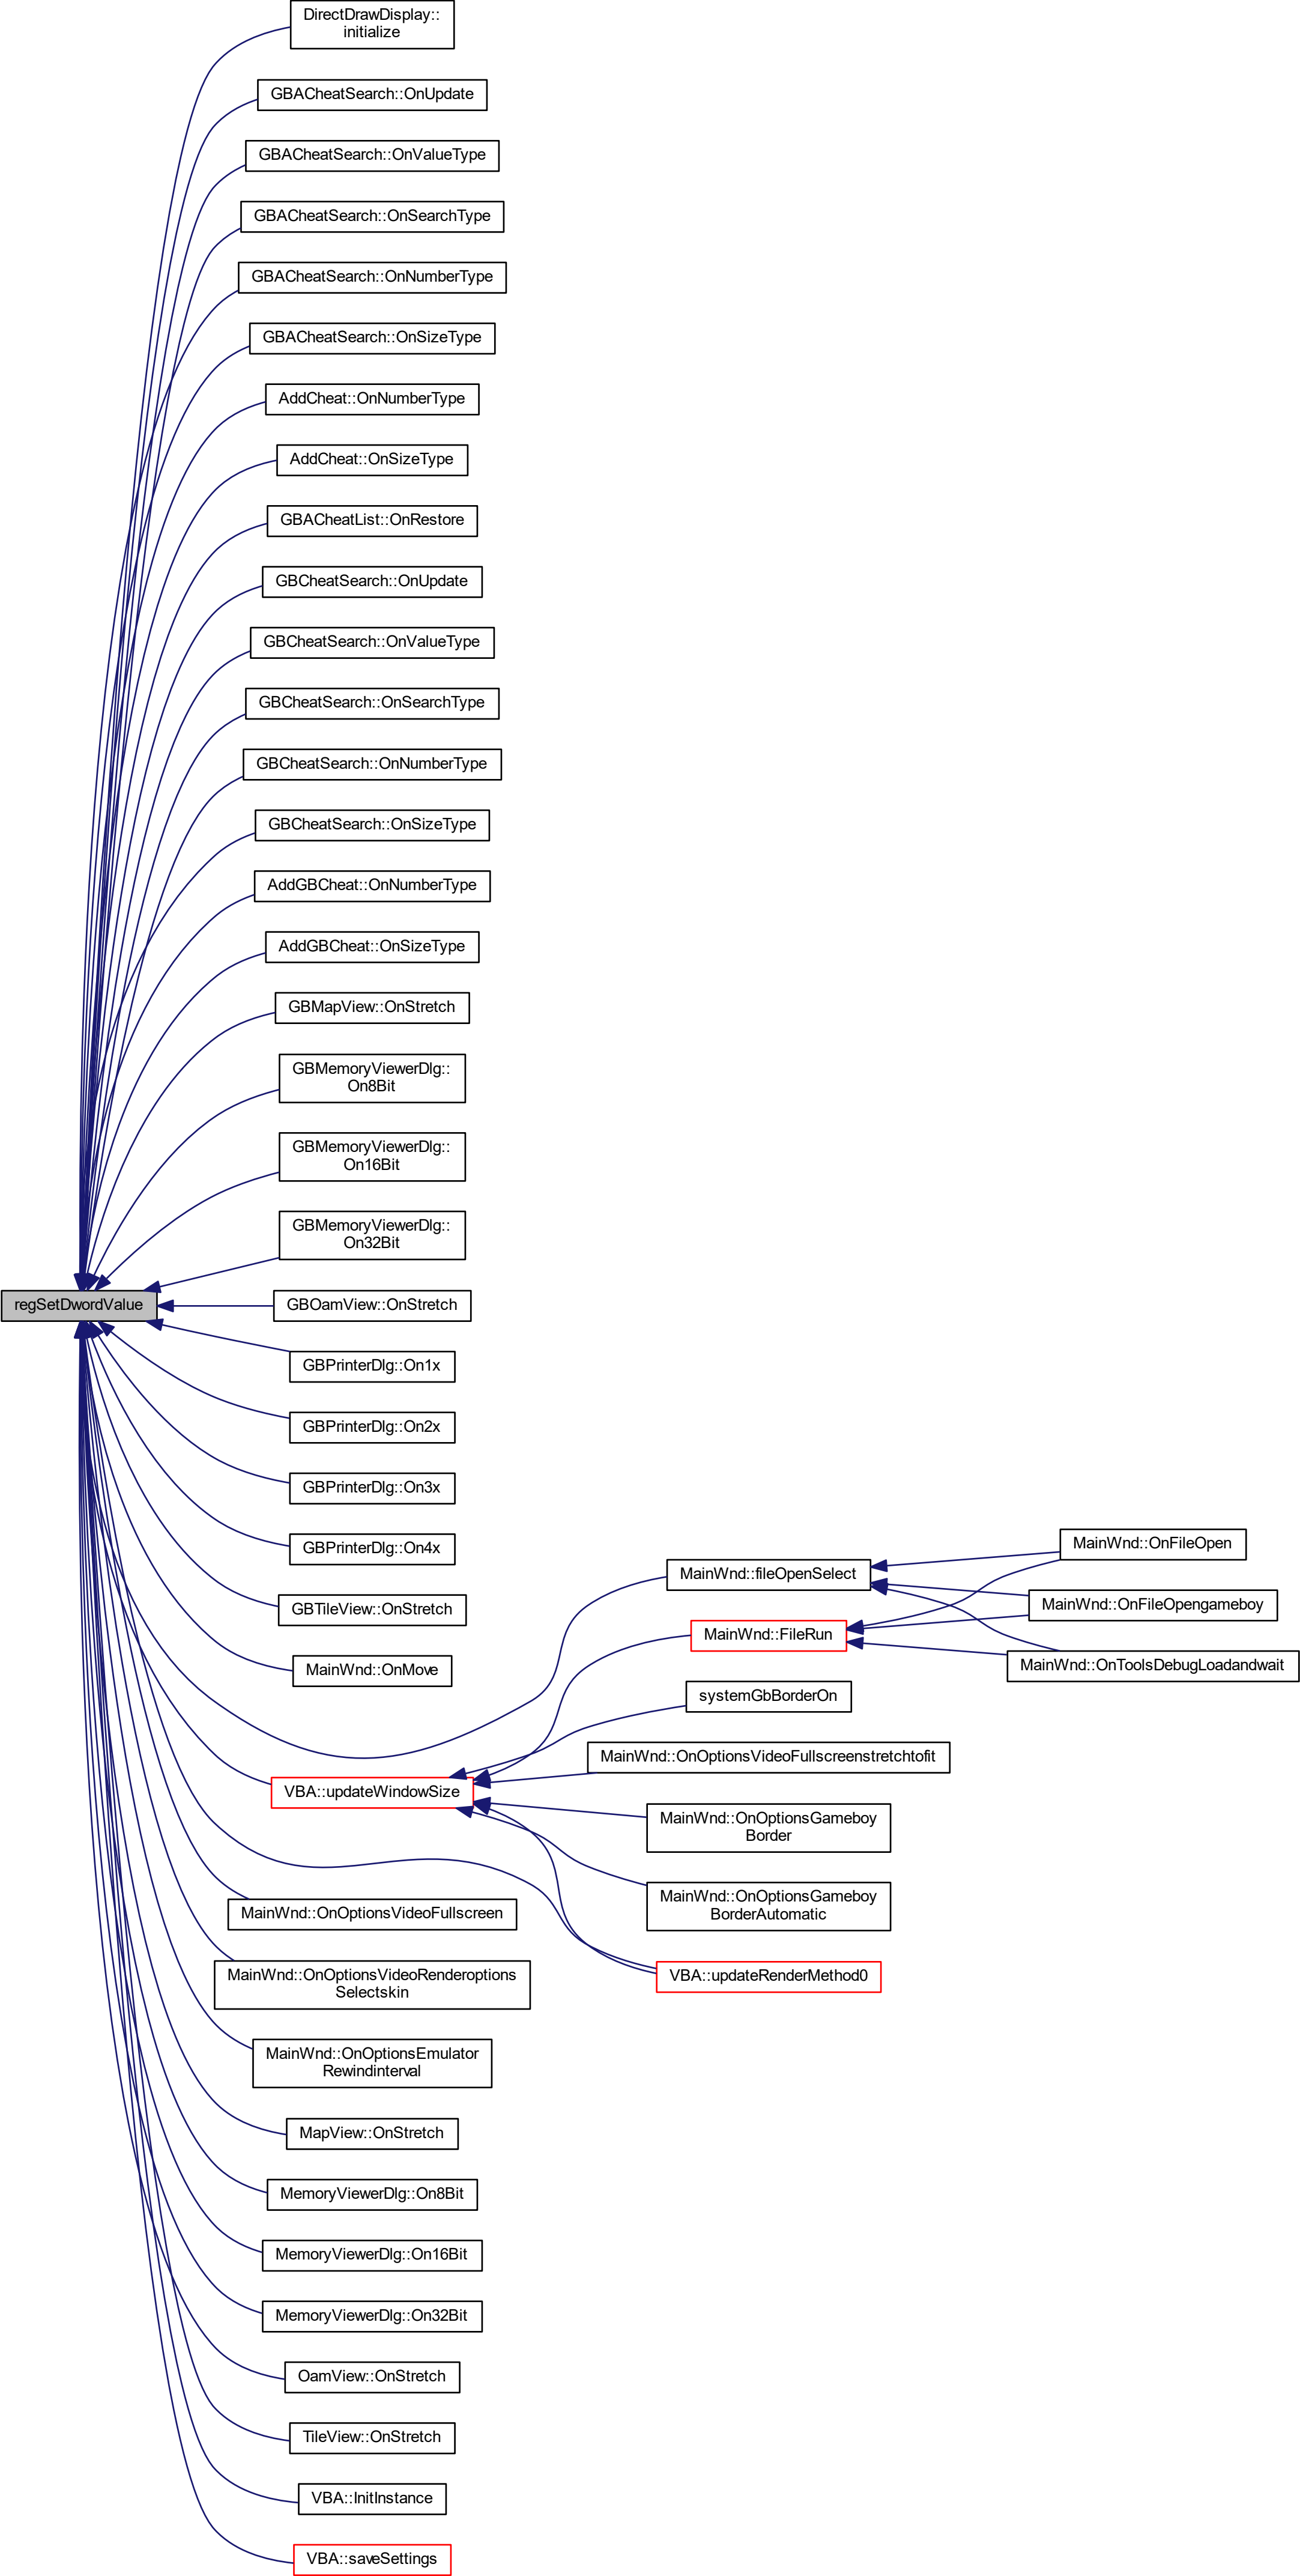 DirectDrawDisplay::
initialize
GBACheatSearch::OnUpdate
GBACheatSearch::OnValueType
GBACheatSearch::OnSearchType
GBACheatSearch::OnNumberType
GBACheatSearch::OnSizeType
AddCheat::OnNumberType
AddCheat::OnSizeType
GBACheatList::OnRestore
GBCheatSearch::OnUpdate
GBCheatSearch::OnValueType
GBCheatSearch::OnSearchType
GBCheatSearch::OnNumberType
GBCheatSearch::OnSizeType
AddGBCheat::OnNumberType
AddGBCheat::OnSizeType
GBMapView::OnStretch
GBMemoryViewerDlg::
On8Bit
GBMemoryViewerDlg::
On16Bit
GBMemoryViewerDlg::
On32Bit
regSetDwordValue
GBOamView::OnStretch
GBPrinterDlg::On1x
GBPrinterDlg::On2x
GBPrinterDlg::On3x
GBPrinterDlg::On4x
MainWnd::OnFileOpen
MainWnd::fileOpenSelect
MainWnd::OnFileOpengameboy
GBTileView::OnStretch
MainWnd::FileRun
MainWnd::OnToolsDebugLoadandwait
MainWnd::OnMove
systemGbBorderOn
MainWnd::OnOptionsVideoFullscreenstretchtofit
VBA::updateWindowSize
MainWnd::OnOptionsGameboy
Border
MainWnd::OnOptionsGameboy
BorderAutomatic
MainWnd::OnOptionsVideoFullscreen
VBA::updateRenderMethod0
MainWnd::OnOptionsVideoRenderoptions
Selectskin
MainWnd::OnOptionsEmulator
Rewindinterval
MapView::OnStretch
MemoryViewerDlg::On8Bit
MemoryViewerDlg::On16Bit
MemoryViewerDlg::On32Bit
OamView::OnStretch
TileView::OnStretch
VBA::InitInstance
VBA::saveSettings